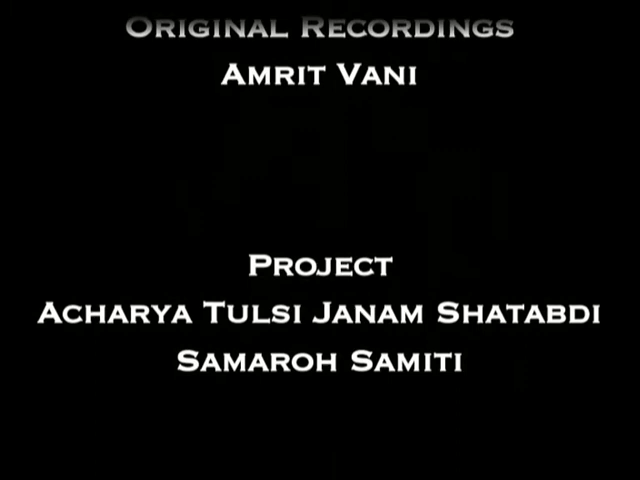 Original Recordings
Amrit Vani
Project
Acharya Tulsi Janam Shatabdi
Samaroh Samiti